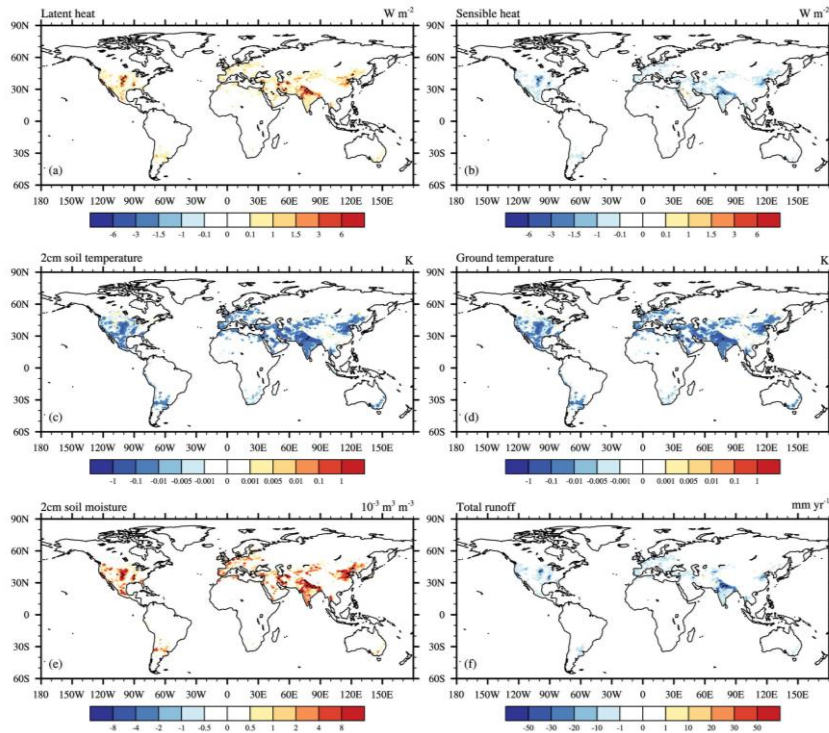 Latent heat W m-2
90N
60N
30N
0
30S
60S
(a)
180 150W 120W 90W 60W 30W 0 30E 60E 90E 120E 150E
-6 -3 -1.5 -1 -0.1 0 0.1 1 1.5 3 6
Sensible heat W m-2
90N
60N
30N
0
30S
60S
(b)
180 150W 120W 90W 60W 30W 0 30E 60E 90E 120E 150E
-6 -3 -1.5 -1 -0.1 0 0.1 1 1.5 3 6
2cm soil temperature K
90N
60N
30N
0
30S
60S
(c)
180 150W 120W 90W 60W 30W 0 30E 60E 90E 120E 150E
-1 -0.1 -0.01 -0.005 -0.001 0 0.001 0.005 0.01 0.1 1
Ground temperature K
90N
60N
30N
0
30S
60S
(d)
180 150W 120W 90W 60W 30W 0 30E 60E 90E 120E 150E
-1 -0.1 -0.01 -0.005 -0.001 0 0.001 0.005 0.01 0.1 1
2cm soil moisture 10-3 m3 m-3
90N
60N
30N
0
30S
60S
(e)
180 150W 120W 90W 60W 30W 0 30E 60E 90E 120E 150E
-8 -4 -2 -1 -0.5 0 0.5 1 2 4 8
Total runoff mm yr-1
90N
60N
30N
0
30S
60S
(f)
180 150W 120W 90W 60W 30W 0 30E 60E 90E 120E 150E
-50 -30 -20 -10 -1 0 1 10 20 30 50